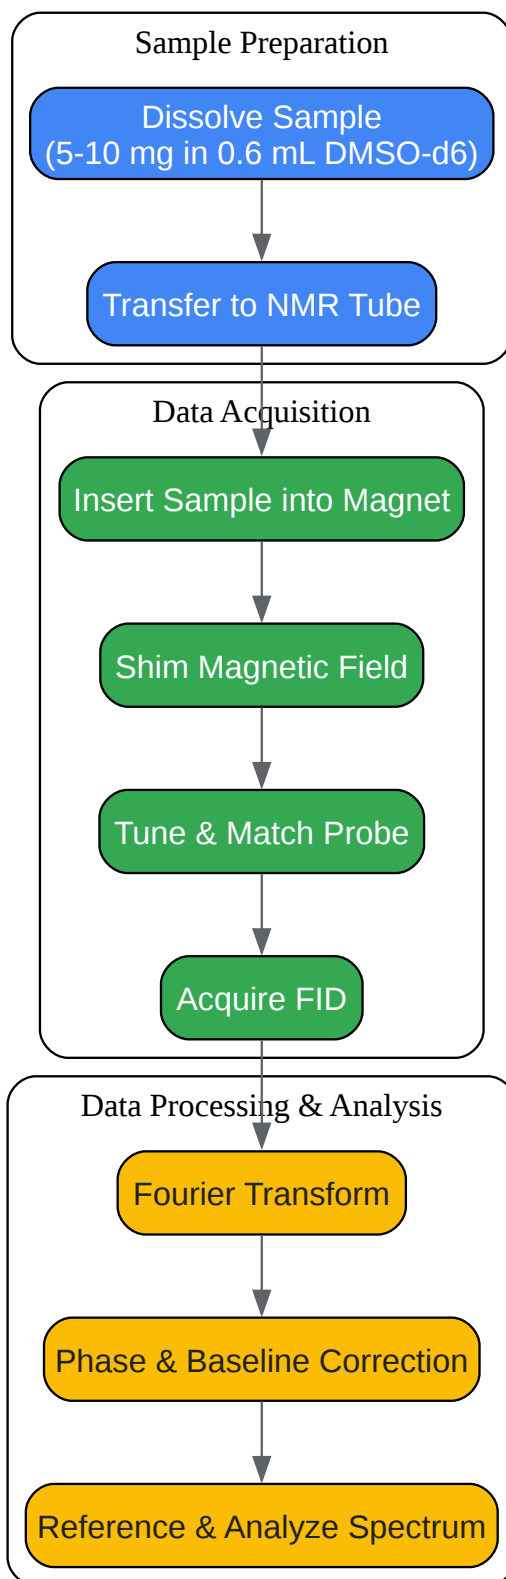 Sample Preparation
Dissolve Sample
(5-10 mg in 0.6 mL DMSO-d6)
Transfer to NMR Tube
Data Acquisition
Insert Sample into Magnet
Shim Magnetic Field
Tune & Match Probe
Acquire FID
Data Processing & Analysis
Fourier Transform
Phase & Baseline Correction
Reference & Analyze Spectrum